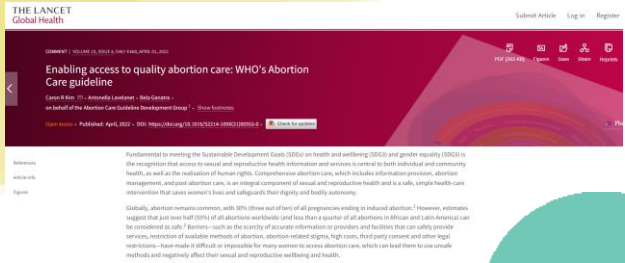 THE LANCET
Global Health
Submit Article Log in Register
COMMENT | VOLUME 10, ISSUE 4, E467-E468, APRIL 01, 2022
PDF [343 KB] Figures Save Share Reprints
Enabling access to quality abortion care: WHO's Abortion
Care guideline
Caron R Kim • Antonella Lavelanet • Bela Ganatra •
on behalf of the Abortion Care Guideline Development Group • Show footnotes
Open Access • Published: April, 2022 • DOI: https://doi.org/10.1016/S2214-109X(21)00552-0 • Check for updates
References
Article info
Figures
Fundamental to meeting the Sustainable Development Goals (SDGs) on health and wellbeing (SDG3) and gender equality (SDG5) is
the recognition that access to sexual and reproductive health information and services is central to both individual and community
health, as well as the realisation of human rights. Comprehensive abortion care, which includes information provision, abortion
management, and post-abortion care, is an integral component of sexual and reproductive health and is a safe, simple health-care
intervention that saves women's lives and safeguards their dignity and bodily autonomy.
Globally, abortion remains common, with 30% (three out of ten) of all pregnancies ending in induced abortion.1 However, estimates
suggest that just over half (55%) of all abortions worldwide (and less than a quarter of all abortions in African and Latin America) can
be considered as safe.2 Barriers—such as the scarcity of accurate information or providers and facilities that can safely provide
services, restriction of available methods of abortion, abortion-related stigma, high costs, third party consent and other legal
restrictions—have made it difficult or impossible for many women to access abortion care, which can lead them to use unsafe
methods and negatively affect their sexual and reproductive wellbeing and health.